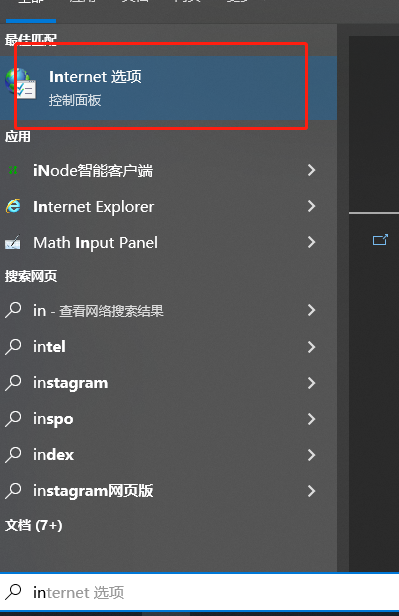 最佳匹配
Internet 选项
控制面板
应用
iNode智能客户端
Internet Explorer
Math Input Panel
搜索网页
in - 查看网络搜索结果
intel
instagram
inspo
index
instagram网页版
文档 (7+)
internet 选项